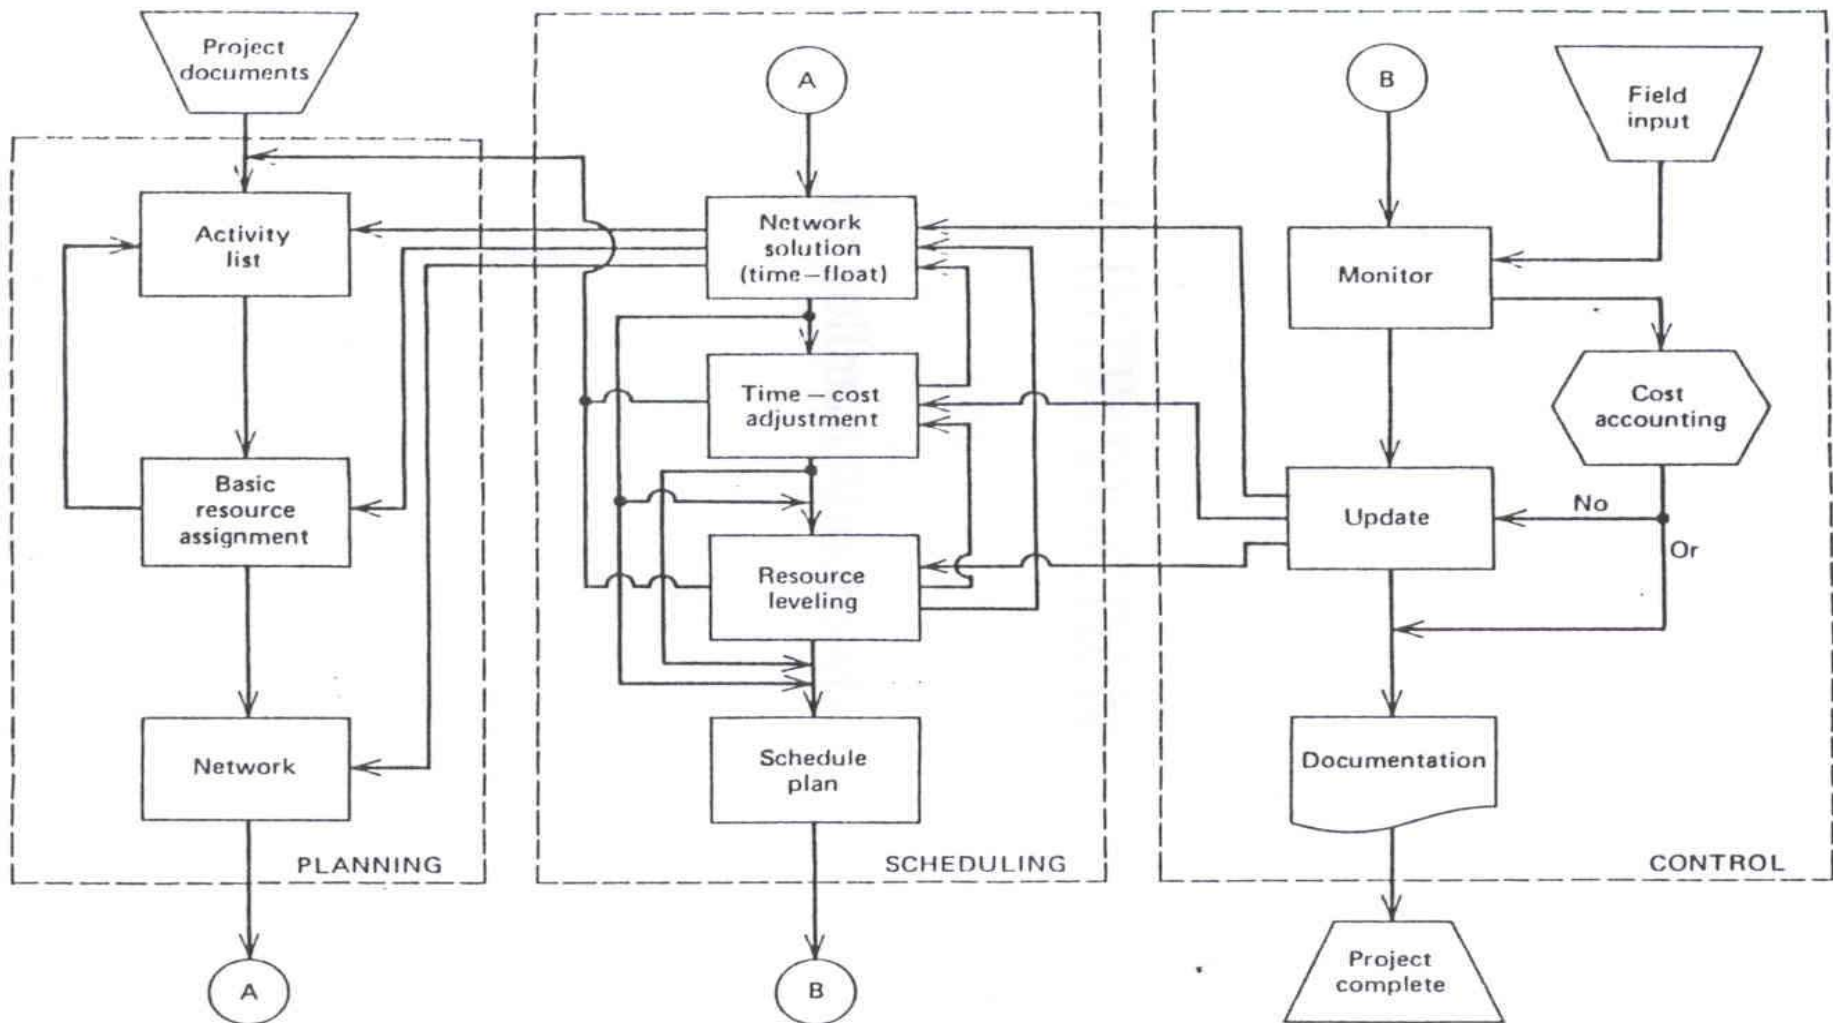 Project
documents
Activity
list
Basic
resource
assignment
Network
PLANNING
A
A
Network
solution
(time–float)
Time – cost
adjustment
Resource
leveling
Schedule
plan
SCHEDULING
B
B
Field
input
Monitor
Cost
accounting
Update
No
Or
Documentation
CONTROL
Project
complete